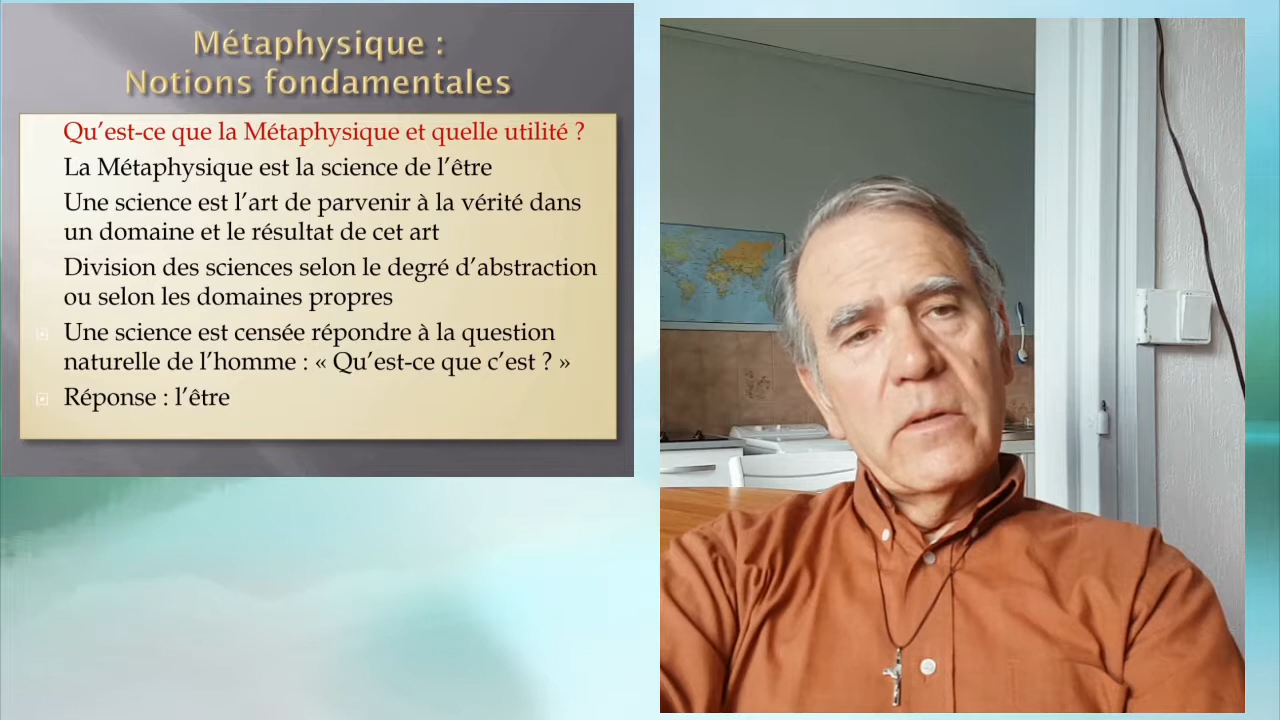 Métaphysique :
Notions fondamentales
Qu’est-ce que la Métaphysique et quelle utilité ?
La Métaphysique est la science de l’être
Une science est l’art de parvenir à la vérité dans
un domaine et le résultat de cet art
Division des sciences selon le degré d’abstraction
ou selon les domaines propres
Une science est censée répondre à la question
naturelle de l’homme : « Qu’est-ce que c’est ? »
Réponse : l’être